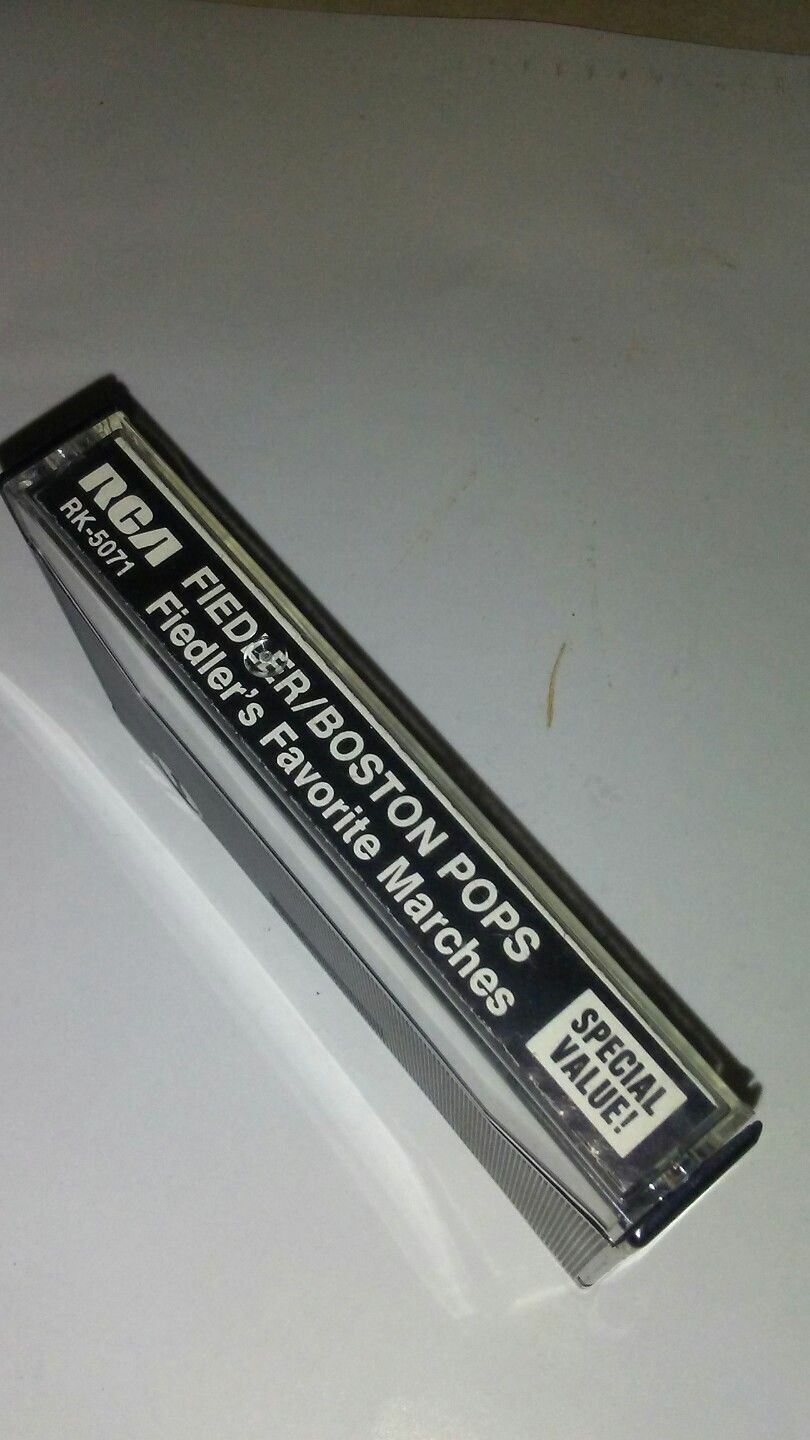 RCA
RK-5071
FIEDLER/BOSTON POPS
Fiedler's Favorite Marches
SPECIAL
VALUE!